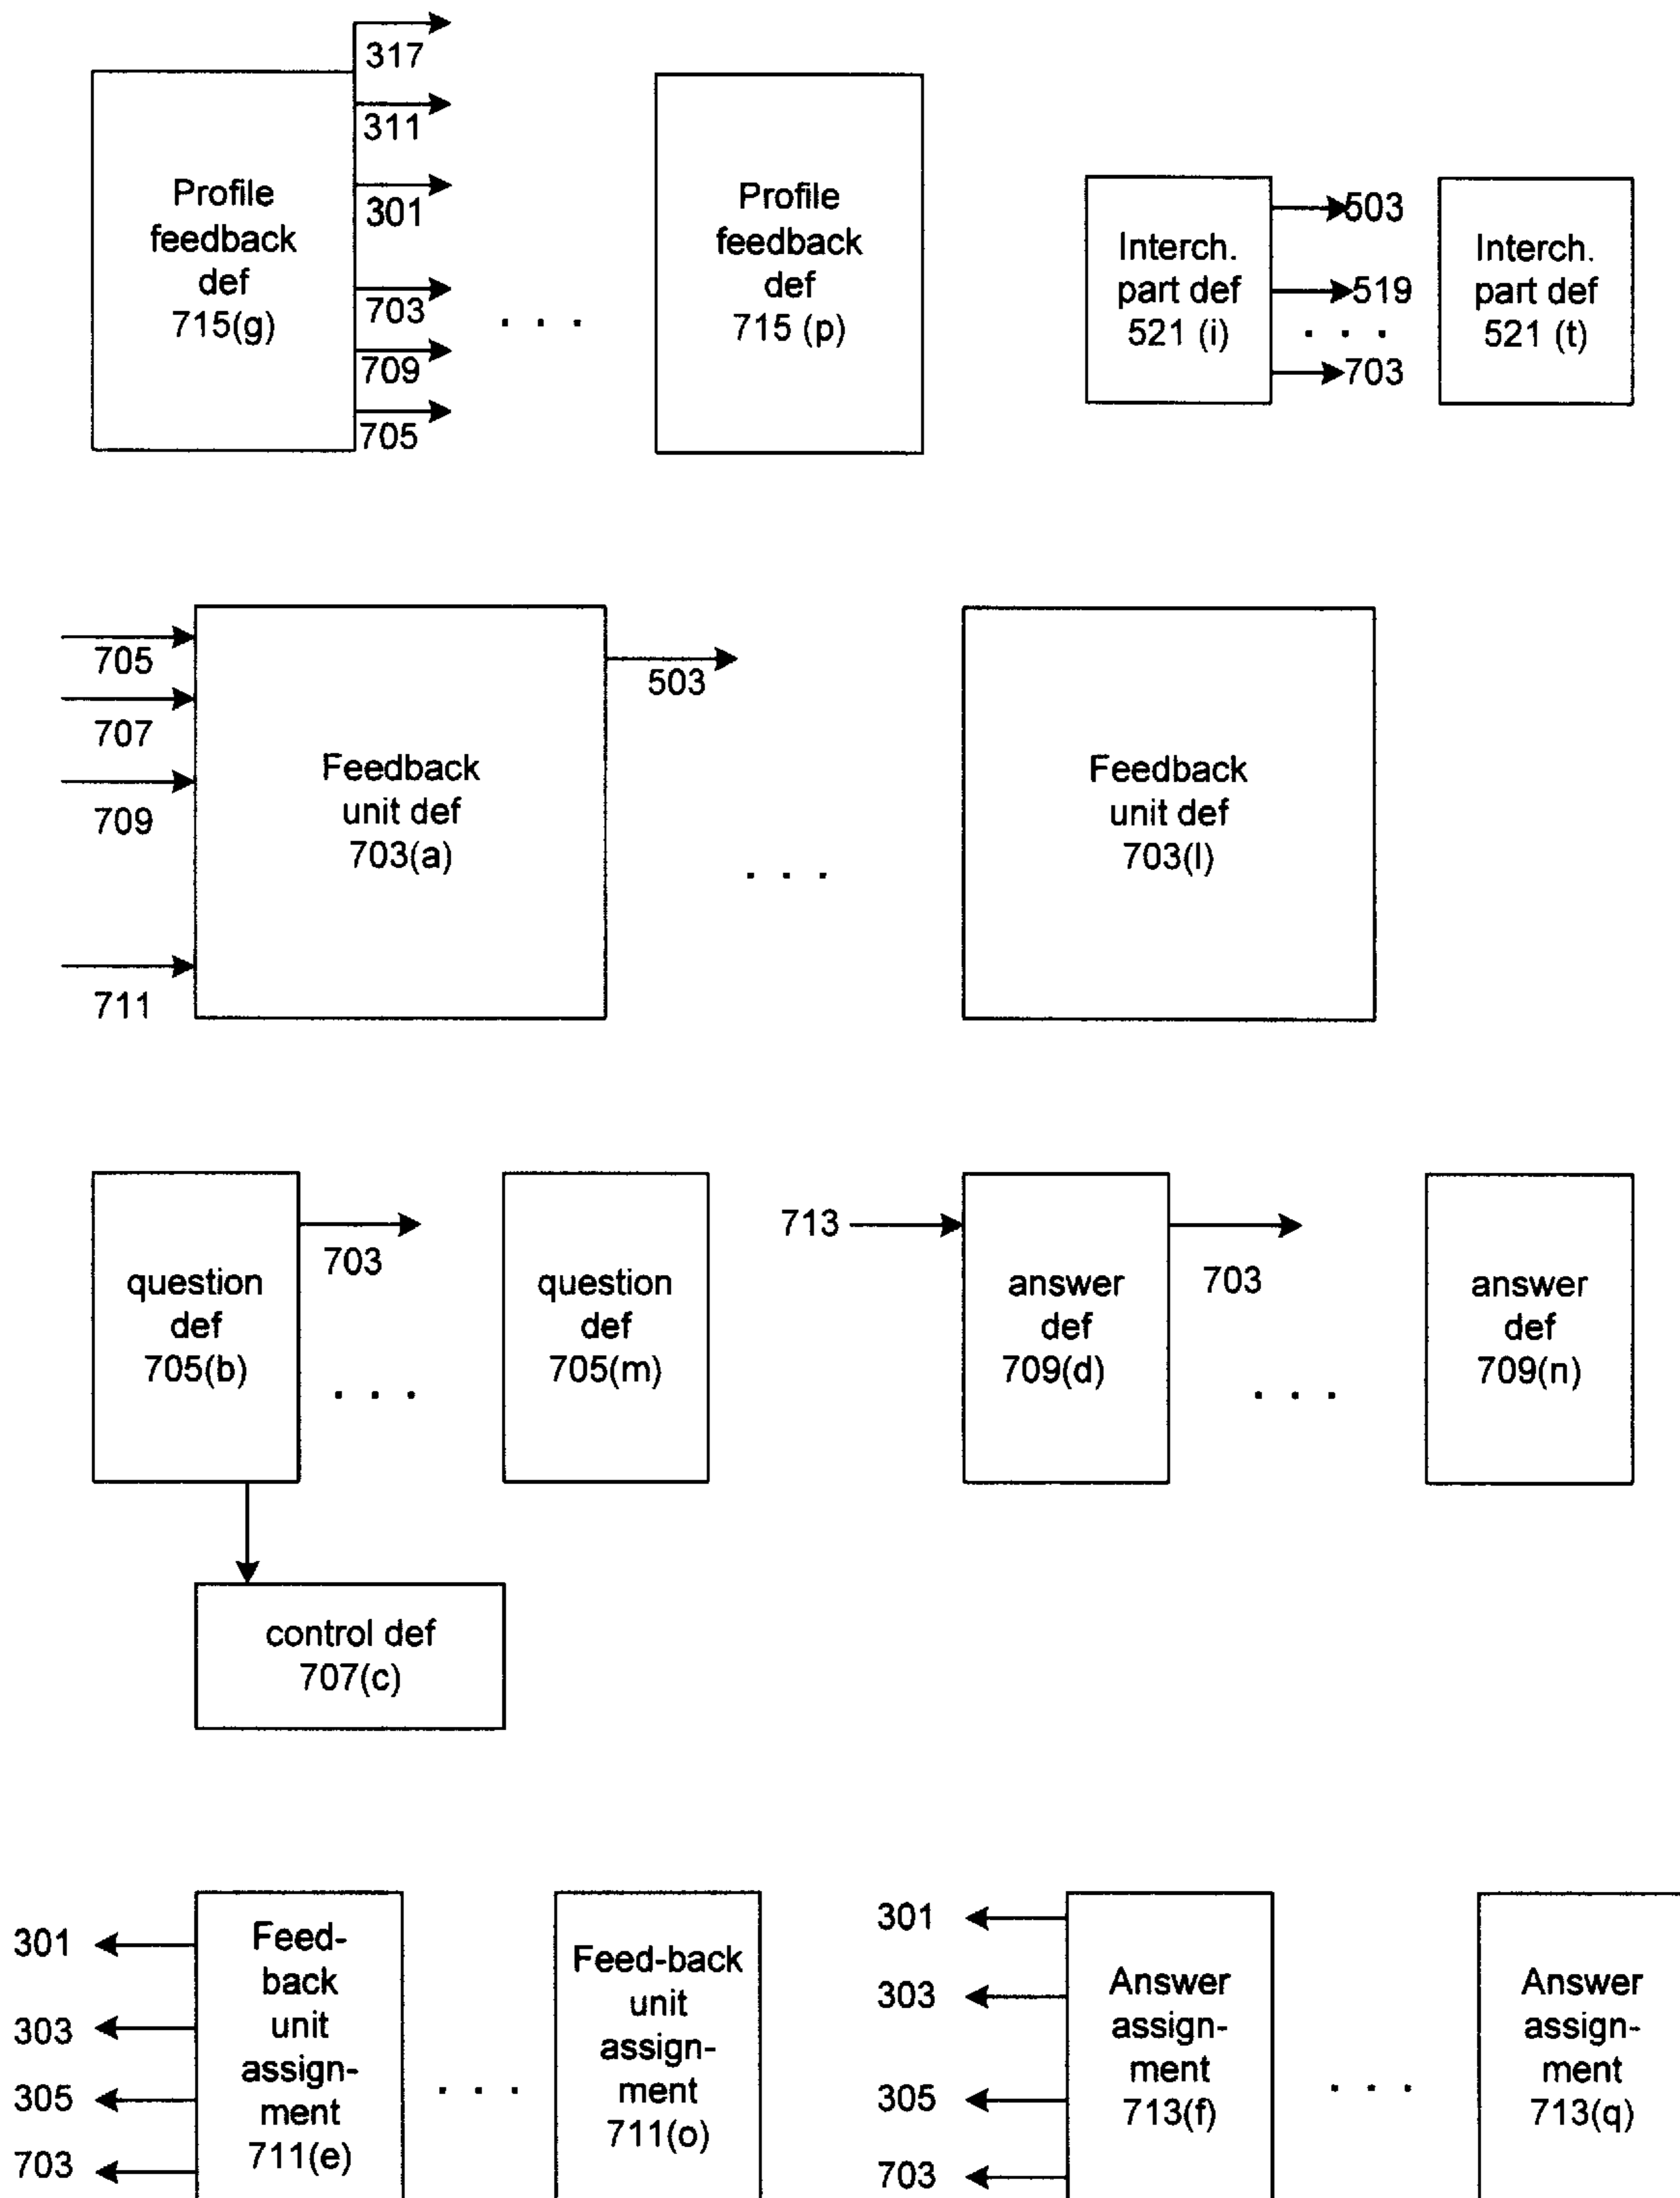 317
311
301
703
709
705
Profile
feedback
def
715(g)
. . .
Profile
feedback
def
715 (p)
Interch.
part def
521 (i)
503
519
. . .
703
Interch.
part def
521 (t)
705
707
709
711
Feedback
unit def
703(a)
503
. . .
Feedback
unit def
703(l)
question
def
705(b)
703
. . .
question
def
705(m)
713
answer
def
709(d)
703
. . .
answer
def
709(n)
control def
707(c)
301
303
305
703
Feed-
back
unit
assign-
ment
711(e)
. . .
Feed-back
unit
assign-
ment
711(o)
301
303
305
703
Answer
assign-
ment
713(f)
. . .
Answer
assign-
ment
713(q)